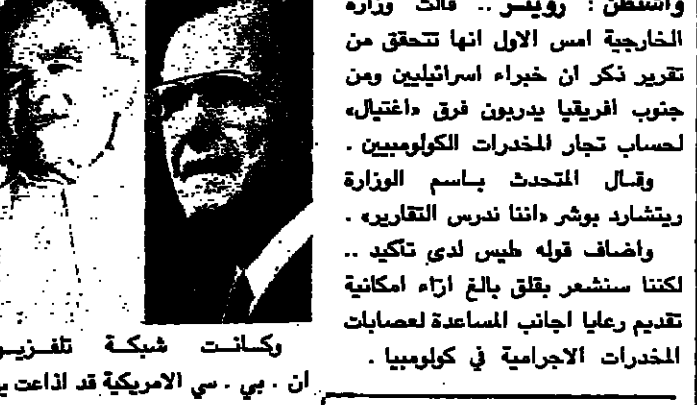 واشنطن : رويتر .. قالت وزارة
الخارجية امس الاول انها تتحقق من
تقرير ذكر ان خبراء اسرائيليين ومن
جنوب افريقيا يدربون فرق «اغتيال»
لحساب تجار المخدرات الكولومبيين .
وقال المتحدث باسم الوزارة
ريتشارد بوشر «اننا ندرس التقارير» .
واضاف قوله «ليس لدي تأكيد ..
لكننا سنشعر بقلق بالغ ازاء امكانية
تقديم رعايا اجانب المساعدة لعصابات
المخدرات الاجرامية في كولومبيا .
وكانت شبكة
ان . بي . سي الامريكية قد اذاعت